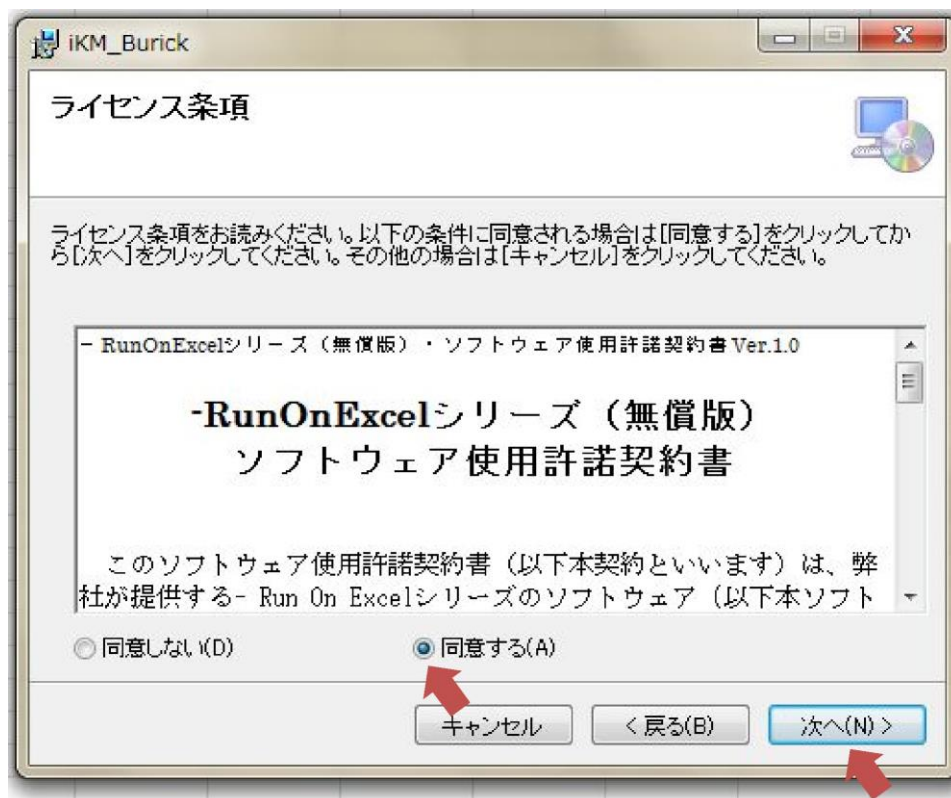 iKM_Burick
ライセンス条項
ライセンス条項をお読みください。以下の条件に同意される場合は[同意する]をクリックしてか
ら[次へ]をクリックしてください。その他の場合は[キャンセル]をクリックしてください。
- RunOnExcelシリーズ（無償版）・ソフトウェア使用許諾契約書 Ver.1.0
-RunOnExcelシリーズ（無償版）
ソフトウェア使用許諾契約書
このソフトウェア使用許諾契約書（以下本契約といいます）は、弊
社が提供する- Run On Excelシリーズのソフトウェア（以下本ソフト
同意しない(D)
同意する(A)
キャンセル
< 戻る(B)
次へ(N) >